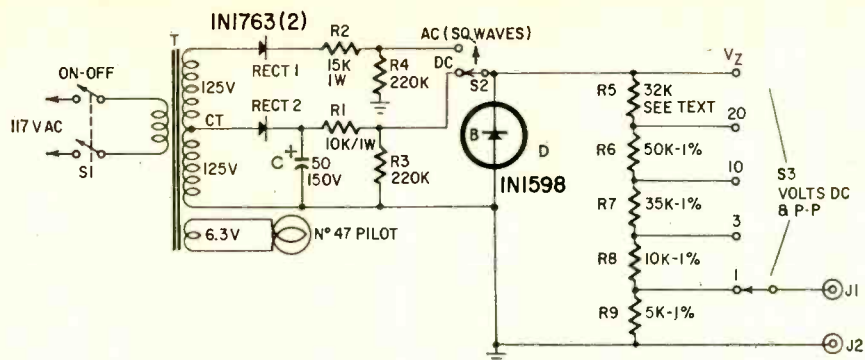 IN1763(2)
T
R2
15K
1W
AC (SQ. WAVES)
DC
S2
R4
220K
VZ
ON-OFF
125V
RECT 1
117 V AC
CT
RECT 2
S1
R1
10K/1W
C
+
50
150V
R3
220K
125V
6.3V
Nº 47 PILOT
B
D
IN1598
R5
32K
SEE TEXT
20
R6
50K-1%
10
R7
35K-1%
3
R8
10K-1%
1
R9
5K-1%
S3
VOLTS DC
& P-P
J1
J2